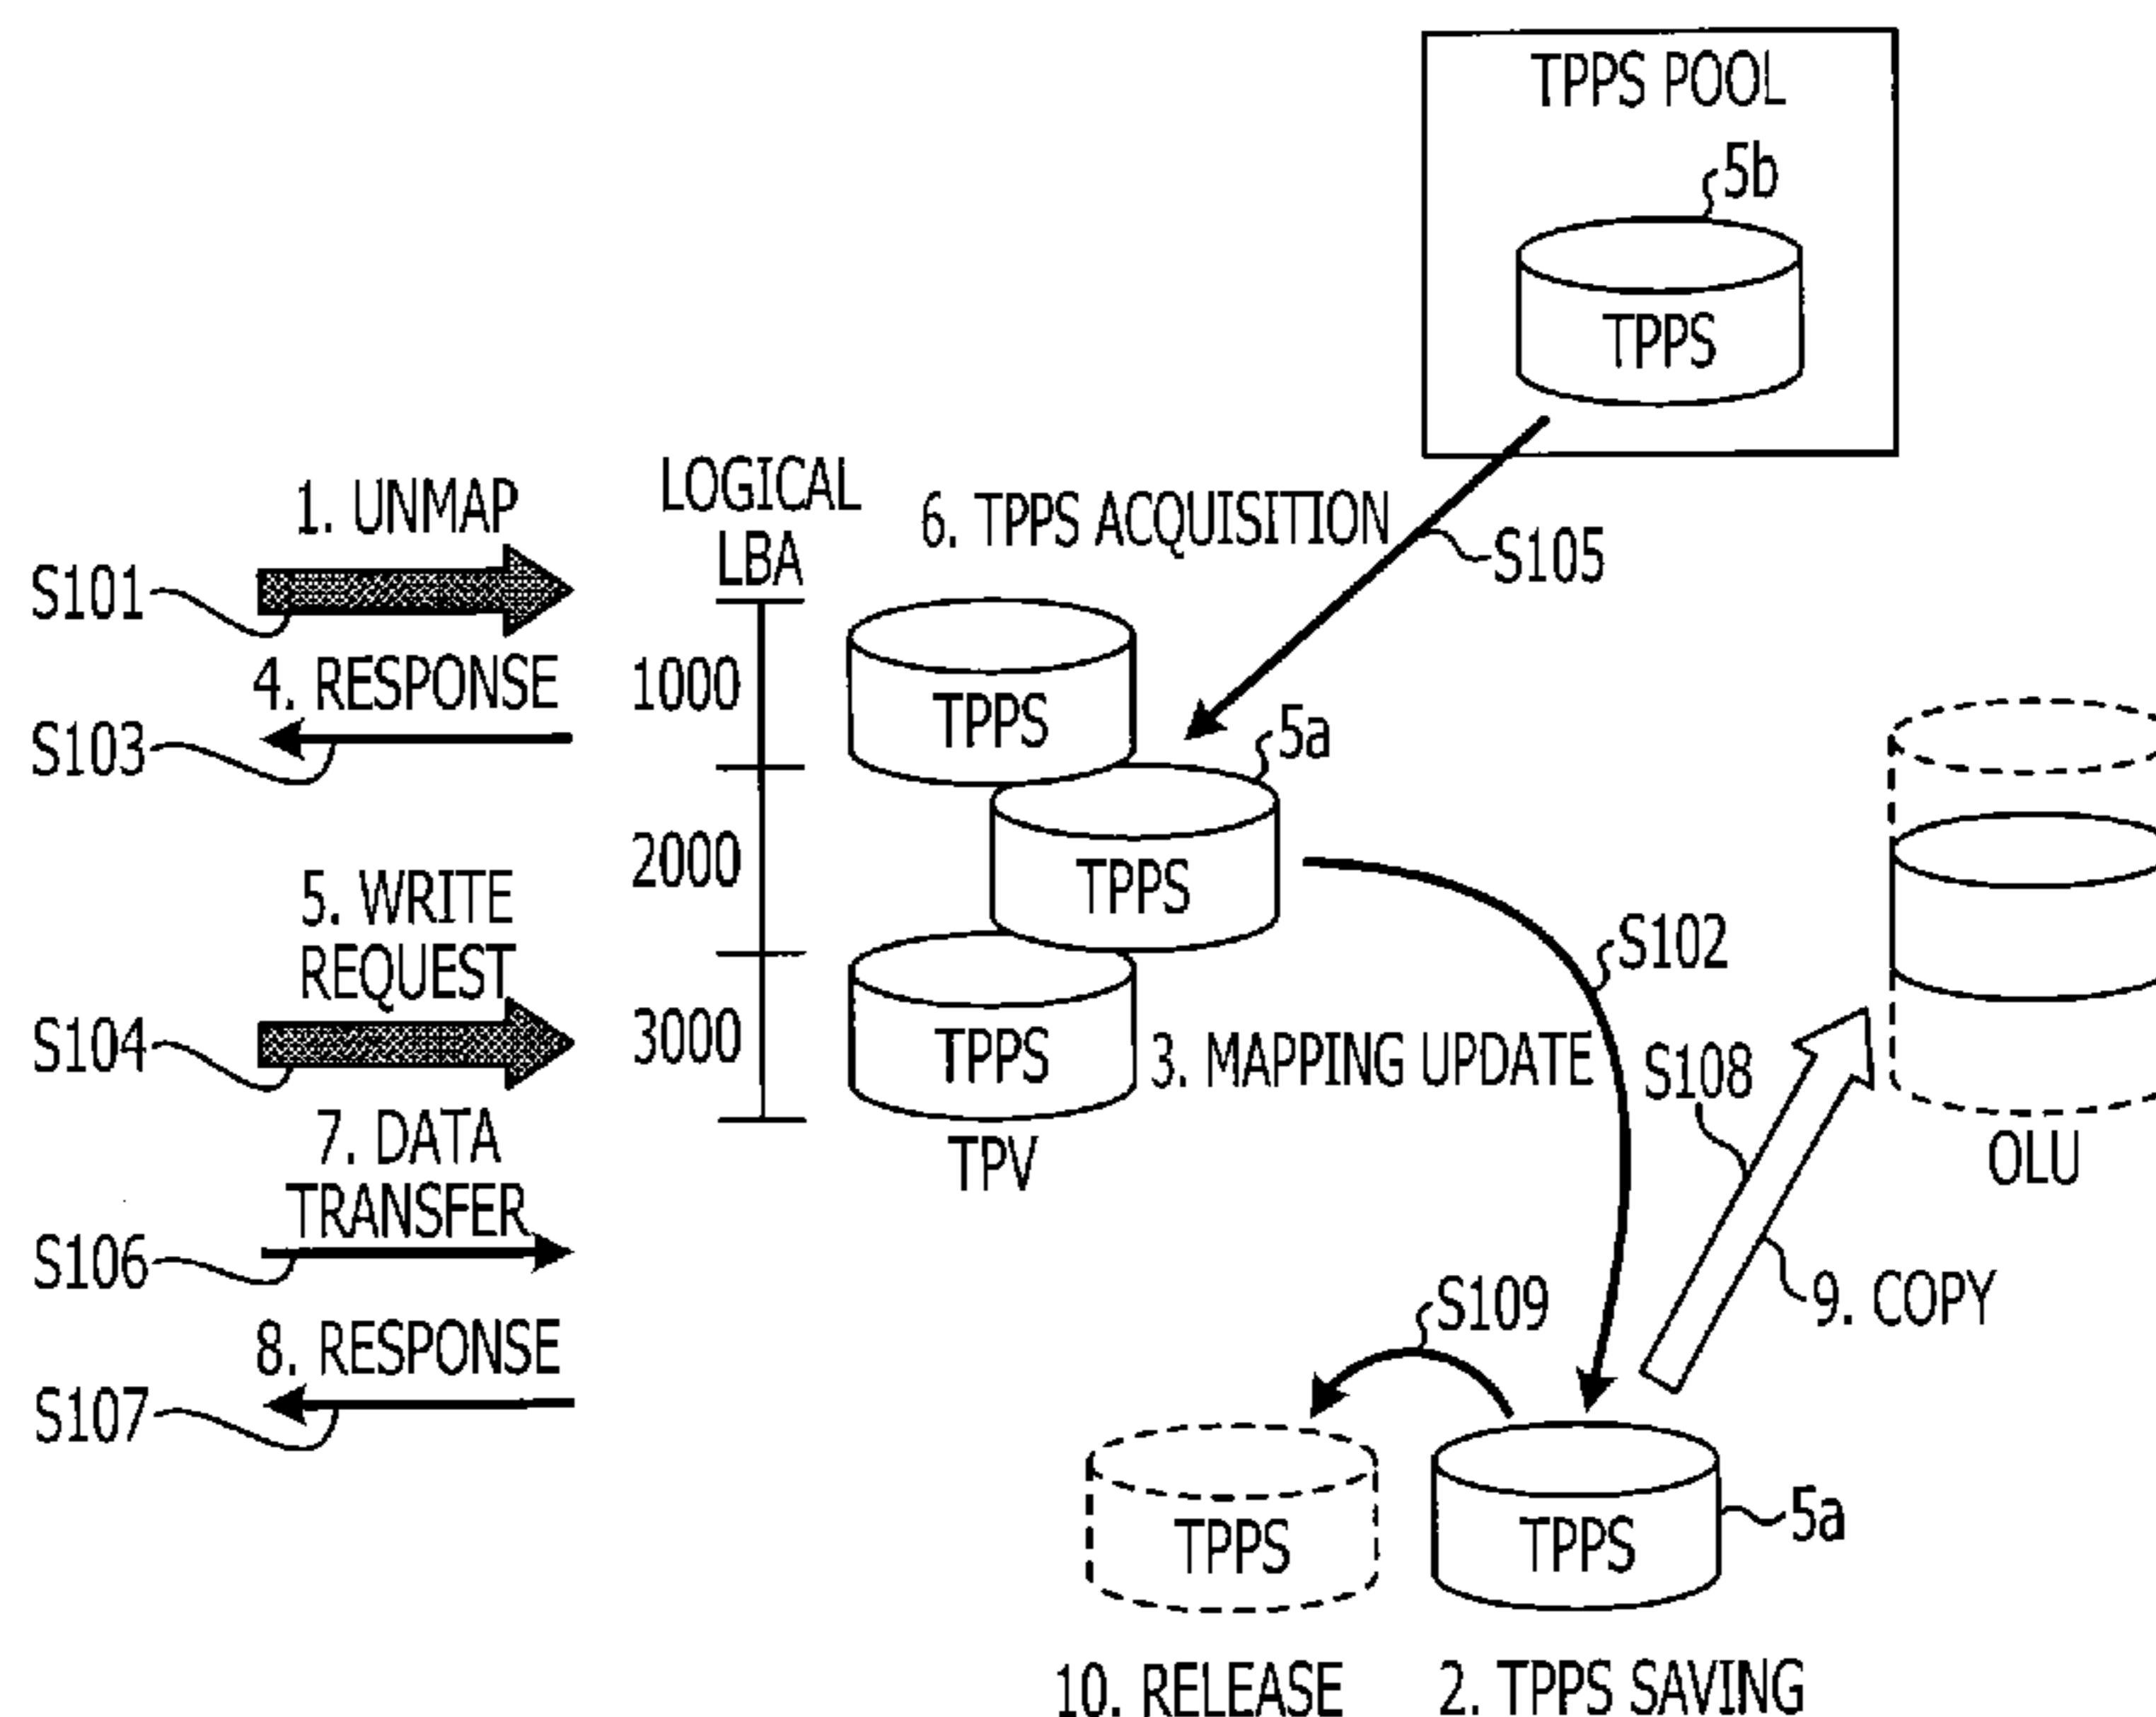 TPPS POOL
5b
TPPS
1. UNMAP
S101
4. RESPONSE
S103
5. WRITE
REQUEST
S104
7. DATA
TRANSFER
S106
8. RESPONSE
S107
LOGICAL
LBA
1000
2000
3000
6. TPPS ACQUISITION
S105
TPPS
5a
TPPS
TPPS
TPV
3. MAPPING UPDATE
S102
S108
OLU
9. COPY
S109
TPPS
TPPS
5a
10. RELEASE
2. TPPS SAVING